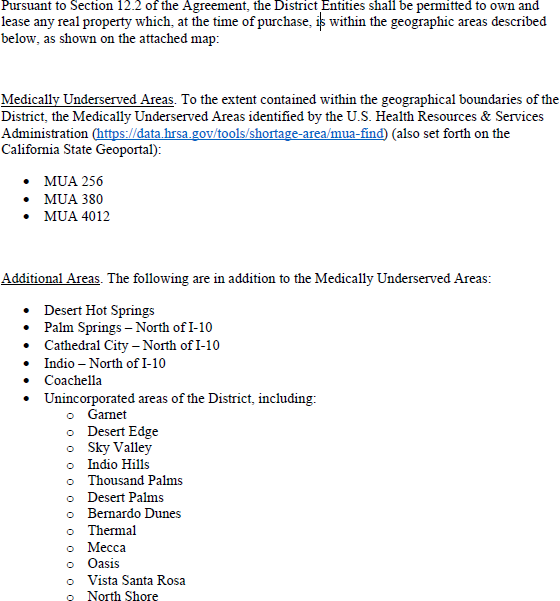 Pursuant to Section 12.2 of the Agreement, the District Entities shall be permitted to own and
lease any real property which, at the time of purchase, is within the geographic areas described
below, as shown on the attached map:
Medically Underserved Areas. To the extent contained within the geographical boundaries of the
District, the Medically Underserved Areas identified by the U.S. Health Resources & Services
Administration (https://data.hrsa.gov/tools/shortage-area/mua-find) (also set forth on the
California State Geoportal):
• MUA 256
• MUA 380
• MUA 4012
Additional Areas. The following are in addition to the Medically Underserved Areas:
• Desert Hot Springs
• Palm Springs – North of I-10
• Cathedral City – North of I-10
• Indio – North of I-10
• Coachella
• Unincorporated areas of the District, including:
o Garnet
o Desert Edge
o Sky Valley
o Indio Hills
o Thousand Palms
o Desert Palms
o Bernardo Dunes
o Thermal
o Mecca
o Oasis
o Vista Santa Rosa
o North Shore